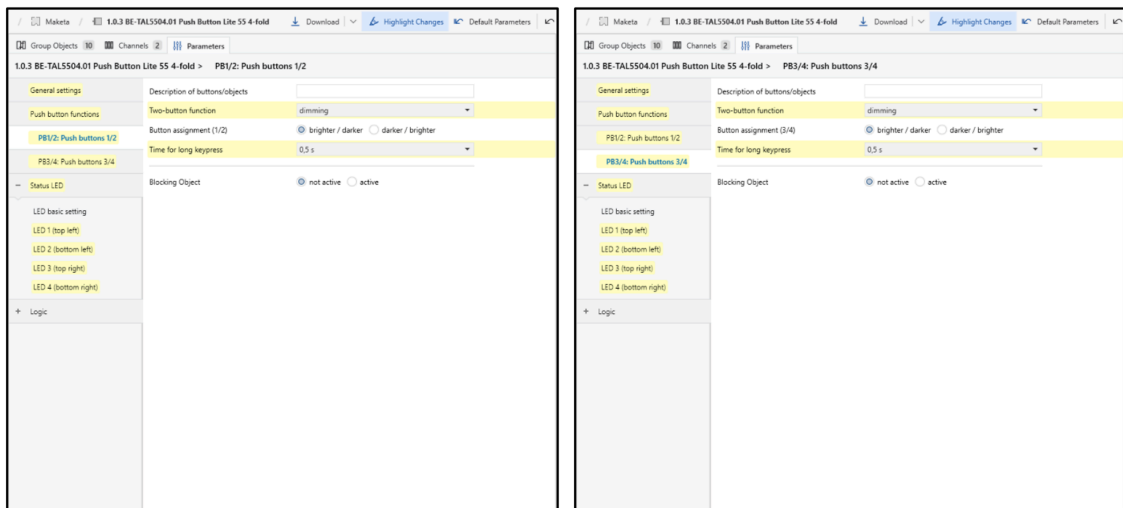 / Maketa / 1.0.3 BE-TAL5504.01 Push Button Lite 55 4-fold Download Highlight Changes Default Parameters
Group Objects 10 Channels 2 Parameters
1.0.3 BE-TAL5504.01 Push Button Lite 55 4-fold > PB1/2: Push buttons 1/2
General settings
Push button functions
PB1/2: Push buttons 1/2
PB3/4: Push buttons 3/4
− Status LED
LED basic setting
LED 1 (top left)
LED 2 (bottom left)
LED 3 (top right)
LED 4 (bottom right)
+ Logic
Description of buttons/objects
Two-button function dimming
Button assignment (1/2) brighter / darker darker / brighter
Time for long keypress 0,5 s
Blocking Object not active active
/ Maketa / 1.0.3 BE-TAL5504.01 Push Button Lite 55 4-fold Download Highlight Changes Default Parameters
Group Objects 10 Channels 2 Parameters
1.0.3 BE-TAL5504.01 Push Button Lite 55 4-fold > PB3/4: Push buttons 3/4
General settings
Push button functions
PB1/2: Push buttons 1/2
PB3/4: Push buttons 3/4
− Status LED
LED basic setting
LED 1 (top left)
LED 2 (bottom left)
LED 3 (top right)
LED 4 (bottom right)
+ Logic
Description of buttons/objects
Two-button function dimming
Button assignment (3/4) brighter / darker darker / brighter
Time for long keypress 0,5 s
Blocking Object not active active